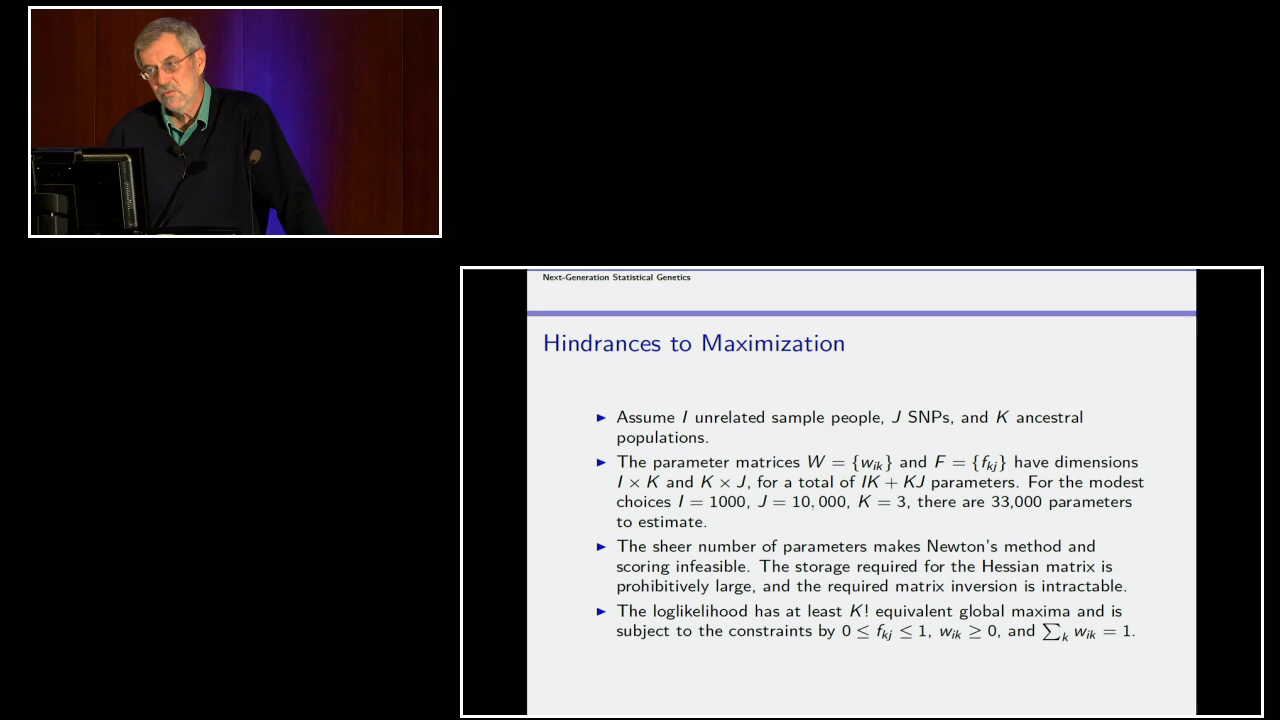 Next-Generation Statistical Genetics
Hindrances to Maximization
► Assume I unrelated sample people, J SNPs, and K ancestral
populations.
► The parameter matrices W = {w_ik} and F = {f_kj} have dimensions
I × K and K × J, for a total of IK + KJ parameters. For the modest
choices I = 1000, J = 10,000, K = 3, there are 33,000 parameters
to estimate.
► The sheer number of parameters makes Newton's method and
scoring infeasible. The storage required for the Hessian matrix is
prohibitively large, and the required matrix inversion is intractable.
► The loglikelihood has at least K! equivalent global maxima and is
subject to the constraints by 0 ≤ f_kj ≤ 1, w_ik ≥ 0, and ∑_k w_ik = 1.